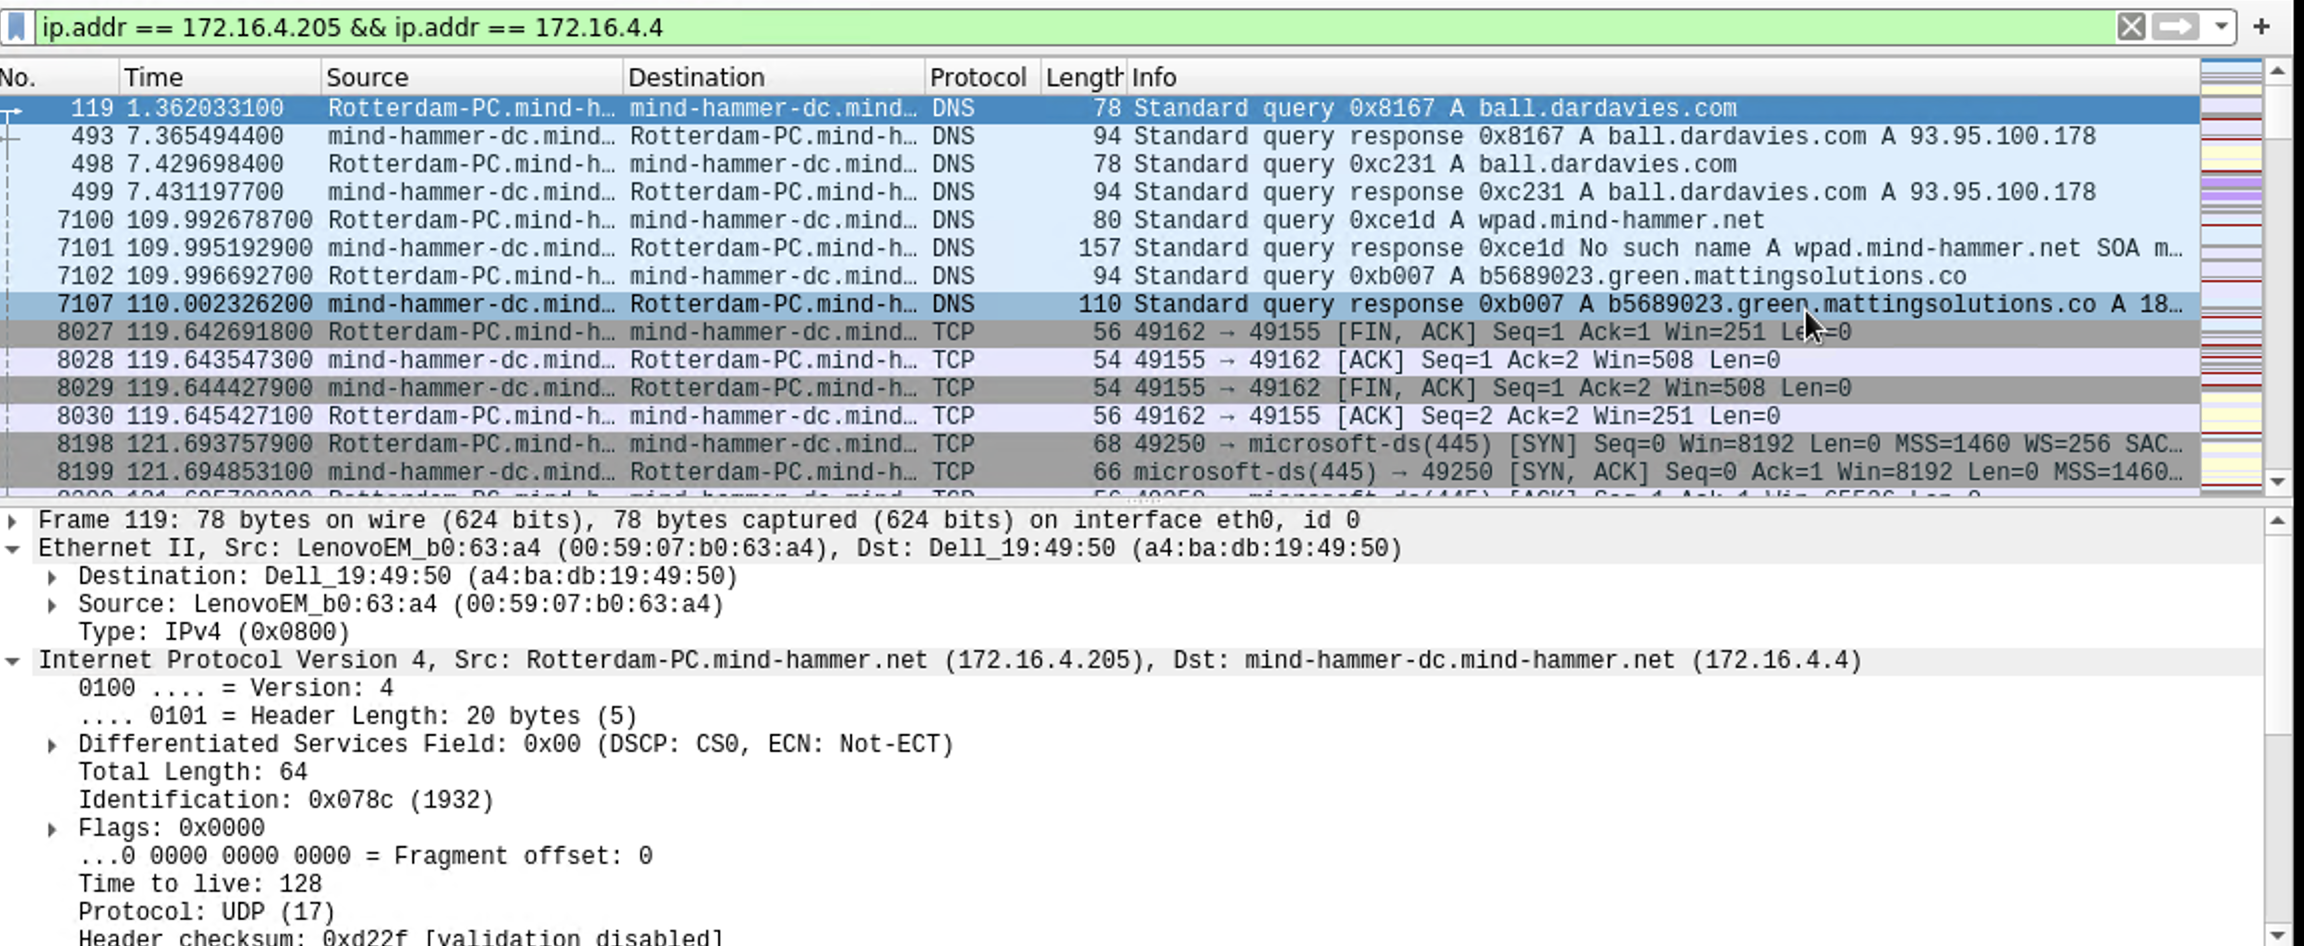 ip.addr == 172.16.4.205 && ip.addr == 172.16.4.4
No. Time Source Destination Protocol Length Info
119 1.362033100 Rotterdam-PC.mind-h… mind-hammer-dc.mind… DNS 78 Standard query 0x8167 A ball.dardavies.com
493 7.365494400 mind-hammer-dc.mind… Rotterdam-PC.mind-h… DNS 94 Standard query response 0x8167 A ball.dardavies.com A 93.95.100.178
498 7.429698400 Rotterdam-PC.mind-h… mind-hammer-dc.mind… DNS 78 Standard query 0xc231 A ball.dardavies.com
499 7.431197700 mind-hammer-dc.mind… Rotterdam-PC.mind-h… DNS 94 Standard query response 0xc231 A ball.dardavies.com A 93.95.100.178
7100 109.992678700 Rotterdam-PC.mind-h… mind-hammer-dc.mind… DNS 80 Standard query 0xce1d A wpad.mind-hammer.net
7101 109.995192900 mind-hammer-dc.mind… Rotterdam-PC.mind-h… DNS 157 Standard query response 0xce1d No such name A wpad.mind-hammer.net SOA m…
7102 109.996692700 Rotterdam-PC.mind-h… mind-hammer-dc.mind… DNS 94 Standard query 0xb007 A b5689023.green.mattingsolutions.co
7107 110.002326200 mind-hammer-dc.mind… Rotterdam-PC.mind-h… DNS 110 Standard query response 0xb007 A b5689023.green.mattingsolutions.co A 18…
8027 119.642691800 Rotterdam-PC.mind-h… mind-hammer-dc.mind… TCP 56 49162 → 49155 [FIN, ACK] Seq=1 Ack=1 Win=251 Len=0
8028 119.643547300 mind-hammer-dc.mind… Rotterdam-PC.mind-h… TCP 54 49155 → 49162 [ACK] Seq=1 Ack=2 Win=508 Len=0
8029 119.644427900 mind-hammer-dc.mind… Rotterdam-PC.mind-h… TCP 54 49155 → 49162 [FIN, ACK] Seq=1 Ack=2 Win=508 Len=0
8030 119.645427100 Rotterdam-PC.mind-h… mind-hammer-dc.mind… TCP 56 49162 → 49155 [ACK] Seq=2 Ack=2 Win=251 Len=0
8198 121.693757900 Rotterdam-PC.mind-h… mind-hammer-dc.mind… TCP 68 49250 → microsoft-ds(445) [SYN] Seq=0 Win=8192 Len=0 MSS=1460 WS=256 SAC…
8199 121.694853100 mind-hammer-dc.mind… Rotterdam-PC.mind-h… TCP 66 microsoft-ds(445) → 49250 [SYN, ACK] Seq=0 Ack=1 Win=8192 Len=0 MSS=1460…
Frame 119: 78 bytes on wire (624 bits), 78 bytes captured (624 bits) on interface eth0, id 0
Ethernet II, Src: LenovoEM_b0:63:a4 (00:59:07:b0:63:a4), Dst: Dell_19:49:50 (a4:ba:db:19:49:50)
Destination: Dell_19:49:50 (a4:ba:db:19:49:50)
Source: LenovoEM_b0:63:a4 (00:59:07:b0:63:a4)
Type: IPv4 (0x0800)
Internet Protocol Version 4, Src: Rotterdam-PC.mind-hammer.net (172.16.4.205), Dst: mind-hammer-dc.mind-hammer.net (172.16.4.4)
0100 .... = Version: 4
.... 0101 = Header Length: 20 bytes (5)
Differentiated Services Field: 0x00 (DSCP: CS0, ECN: Not-ECT)
Total Length: 64
Identification: 0x078c (1932)
Flags: 0x0000
...0 0000 0000 0000 = Fragment offset: 0
Time to live: 128
Protocol: UDP (17)
Header checksum: 0xd22f [validation disabled]